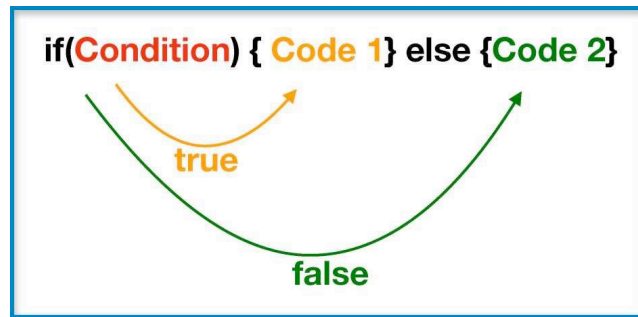 if(Condition) { Code 1} else {Code 2}
true
false